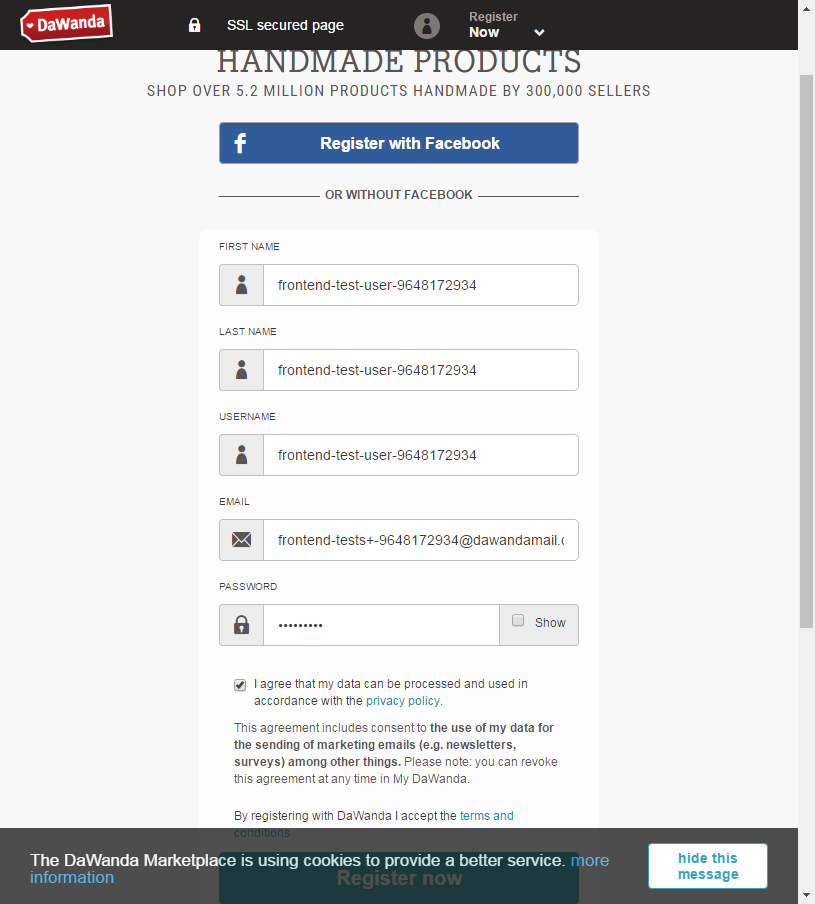 DaWanda
SSL secured page
Register
Now
HANDMADE PRODUCTS
SHOP OVER 5.2 MILLION PRODUCTS HANDMADE BY 300,000 SELLERS
f
Register with Facebook
OR WITHOUT FACEBOOK
FIRST NAME
frontend-test-user-9648172934
LAST NAME
frontend-test-user-9648172934
USERNAME
frontend-test-user-9648172934
EMAIL
frontend-tests+-9648172934@dawandamail.c
PASSWORD
•••••••••
Show
I agree that my data can be processed and used in
accordance with the privacy policy.
This agreement includes consent to the use of my data for
the sending of marketing emails (e.g. newsletters,
surveys) among other things. Please note: you can revoke
this agreement at any time in My DaWanda.
By registering with DaWanda I accept the terms and
conditions
The DaWanda Marketplace is using cookies to provide a better service. more
information
hide this
message
Register now